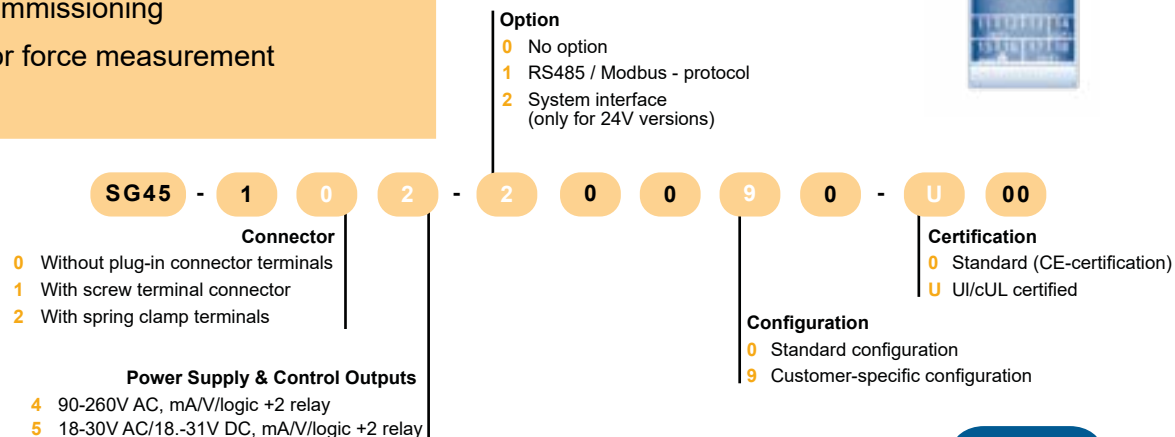 mmissioning
or force measurement
Option
0 No option
1 RS485 / Modbus - protocol
2 System interface
(only for 24V versions)
SG45 - 1 0 2 - 2 0 0 9 0 - U 00
Connector
0 Without plug-in connector terminals
1 With screw terminal connector
2 With spring clamp terminals
Certification
0 Standard (CE-certification)
U Ul/cUL certified
Configuration
0 Standard configuration
9 Customer-specific configuration
Power Supply & Control Outputs
4 90-260V AC, mA/V/logic +2 relay
5 18-30V AC/18.-31V DC, mA/V/logic +2 relay